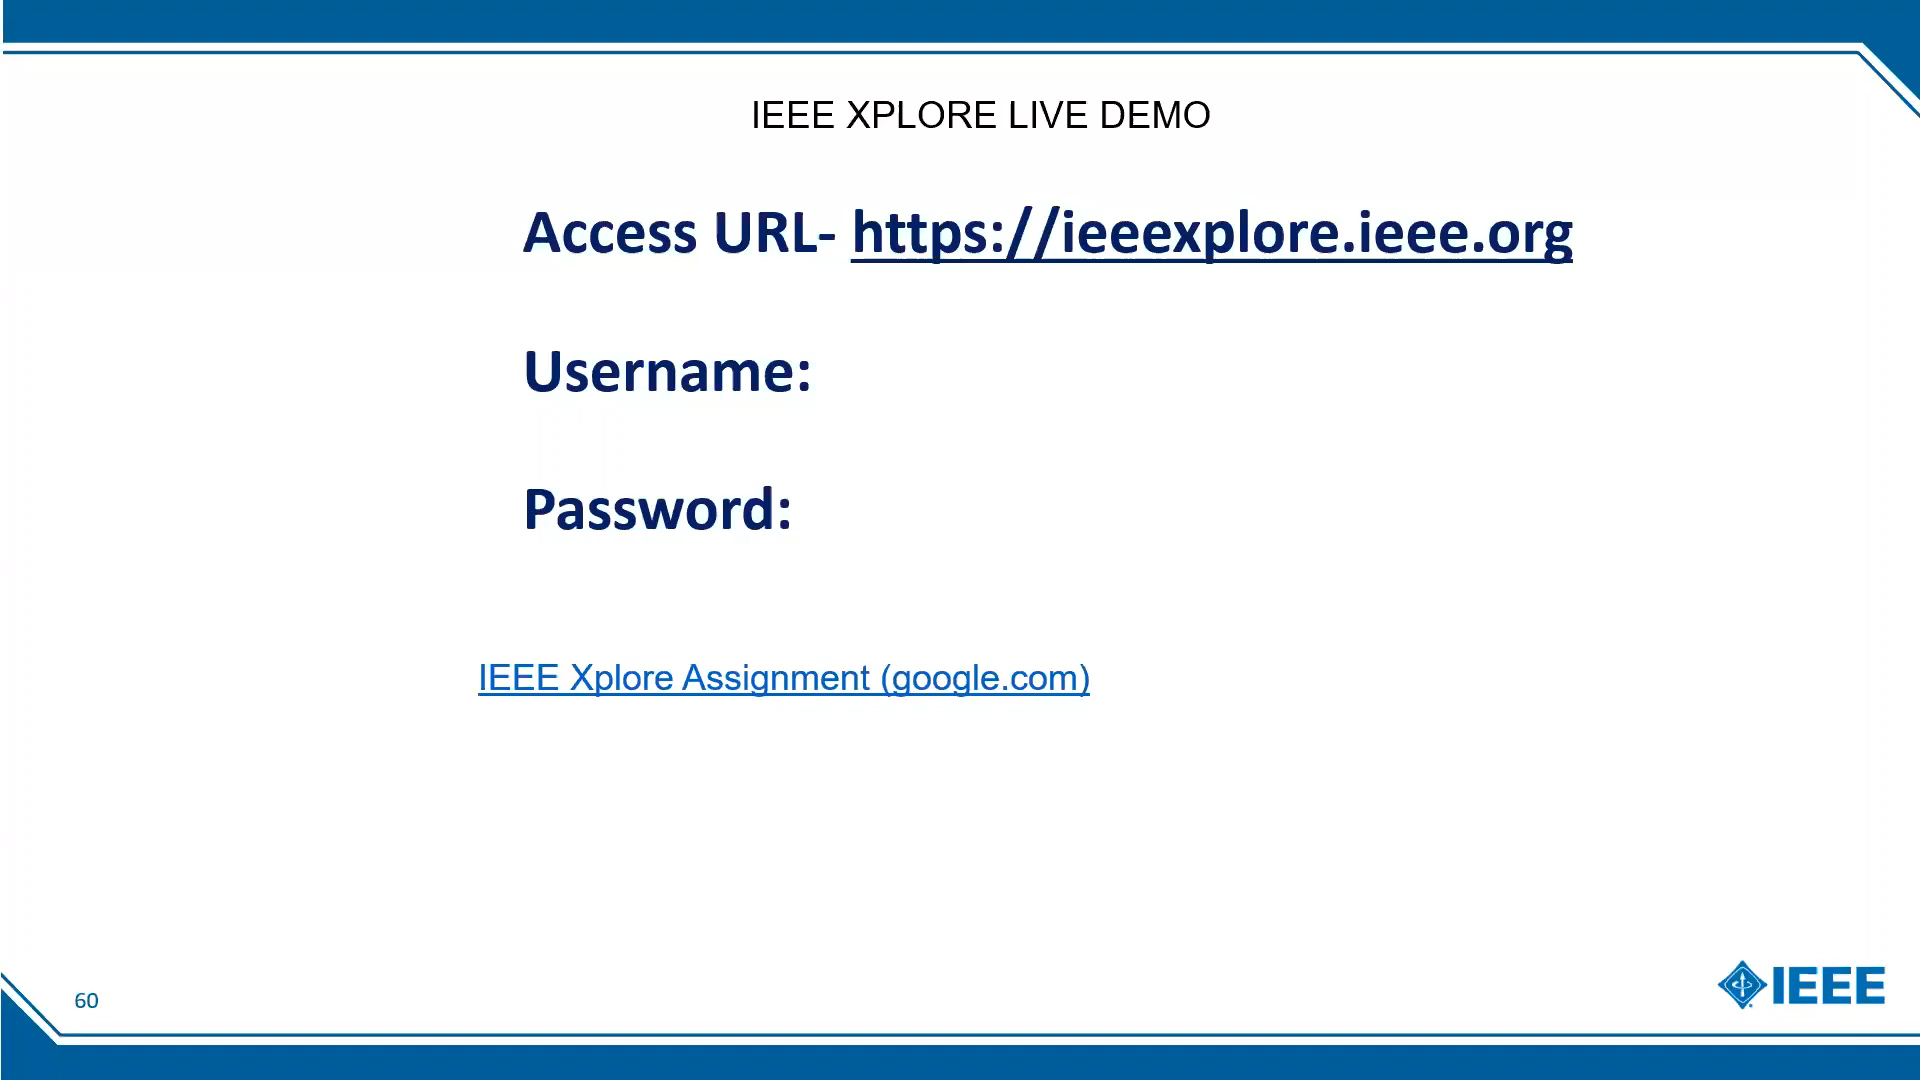 IEEE XPLORE LIVE DEMO
Access URL- https://ieeexplore.ieee.org
Username:
Password:
IEEE Xplore Assignment (google.com)
60
IEEE